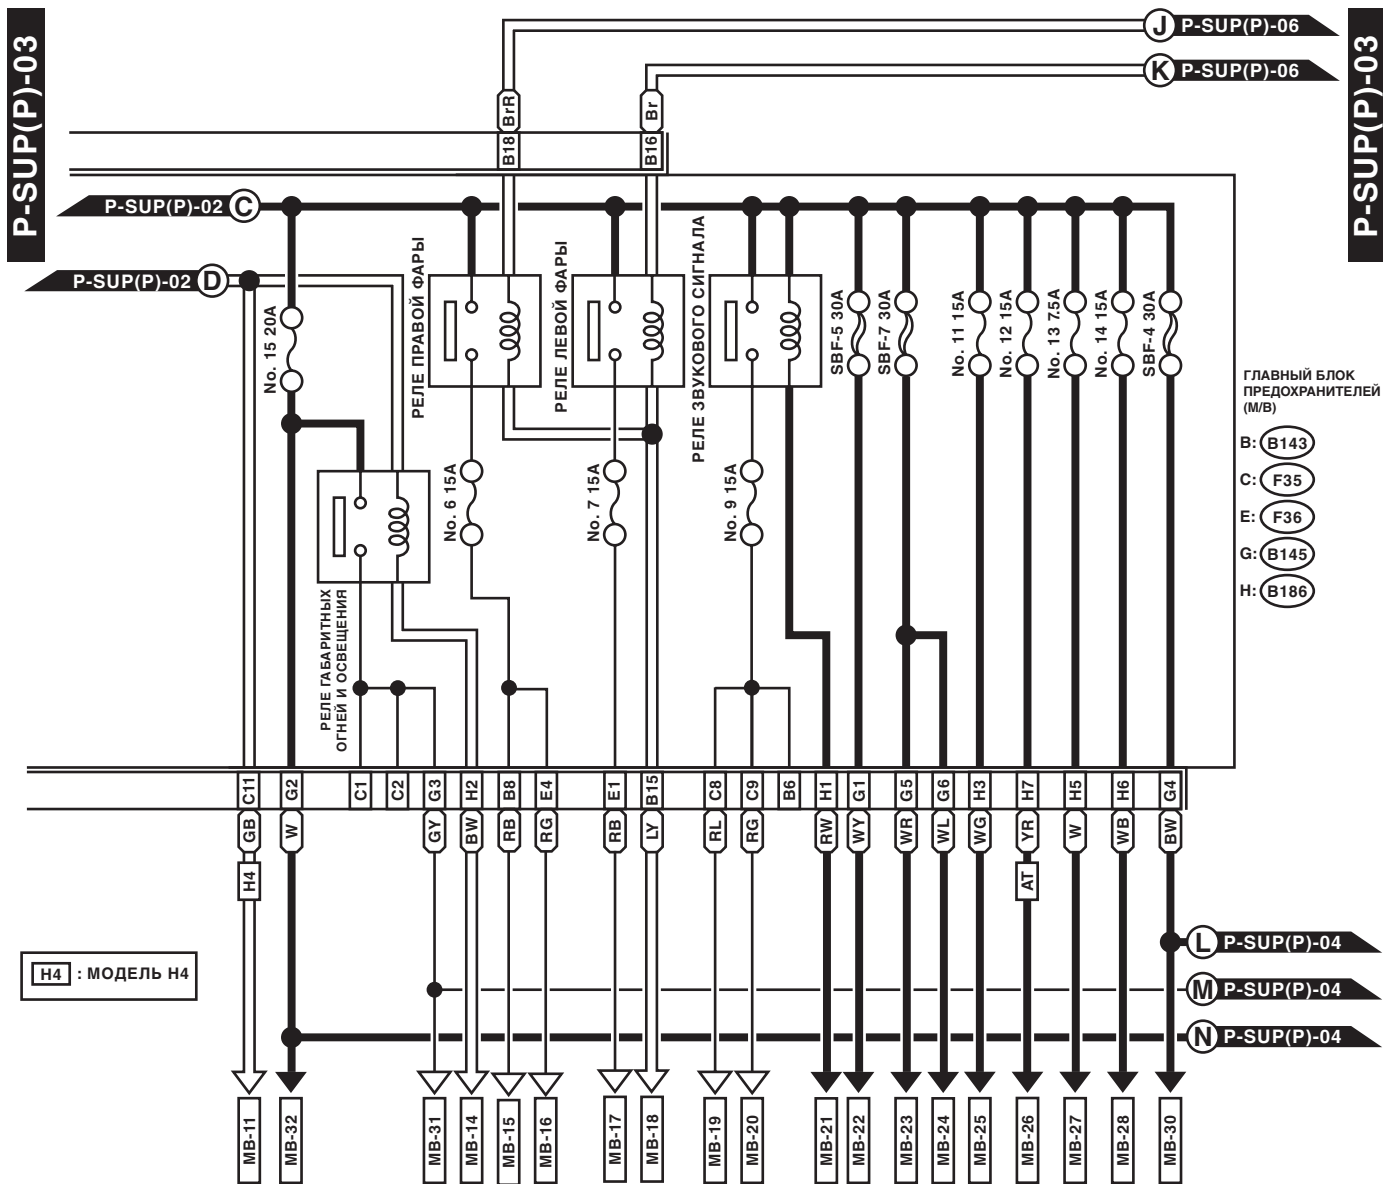 P-SUP(P)-03
J P-SUP(P)-06
P-SUP(P)-03
K P-SUP(P)-06
BrR
Br
B18
B16
P-SUP(P)-02 C
P-SUP(P)-02 D
No. 15 20A
РЕЛЕ ПРАВОЙ ФАРЫ
РЕЛЕ ЛЕВОЙ ФАРЫ
РЕЛЕ ЗВУКОВОГО СИГНАЛА
SBF-5 30A
SBF-7 30A
No. 11 15A
No. 12 15A
No. 13 7.5A
No. 14 15A
SBF-4 30A
ГЛАВНЫЙ БЛОК
ПРЕДОХРАНИТЕЛЕЙ
(M/B)
B: B143
C: F35
E: F36
G: B145
H: B186
No. 6 15A
No. 7 15A
No. 9 15A
РЕЛЕ ГАБАРИТНЫХ
ОГНЕЙ И ОСВЕЩЕНИЯ
C11 G2 C1 C2 G3 H2 B8 E4 E1 B15 C8 C9 B6 H1 G1 G5 G6 H3 H7 H5 H6 G4
GB W GY BW RB RG RB LY RL RG RW WY WR WL WG YR W WB BW
H4
AT
H4 : МОДЕЛЬ H4
L P-SUP(P)-04
M P-SUP(P)-04
N P-SUP(P)-04
MB-11 MB-32 MB-31 MB-14 MB-15 MB-16 MB-17 MB-18 MB-19 MB-20 MB-21 MB-22 MB-23 MB-24 MB-25 MB-26 MB-27 MB-28 MB-30